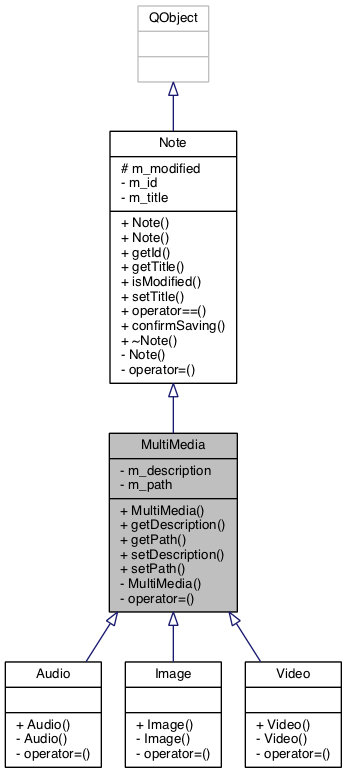 QObject
Note
# m_modified
- m_id
- m_title
+ Note()
+ Note()
+ getId()
+ getTitle()
+ isModified()
+ setTitle()
+ operator==()
+ confirmSaving()
+ ~Note()
- Note()
- operator=()
MultiMedia
- m_description
- m_path
+ MultiMedia()
+ getDescription()
+ getPath()
+ setDescription()
+ setPath()
- MultiMedia()
- operator=()
Audio
+ Audio()
- Audio()
- operator=()
Image
+ Image()
- Image()
- operator=()
Video
+ Video()
- Video()
- operator=()